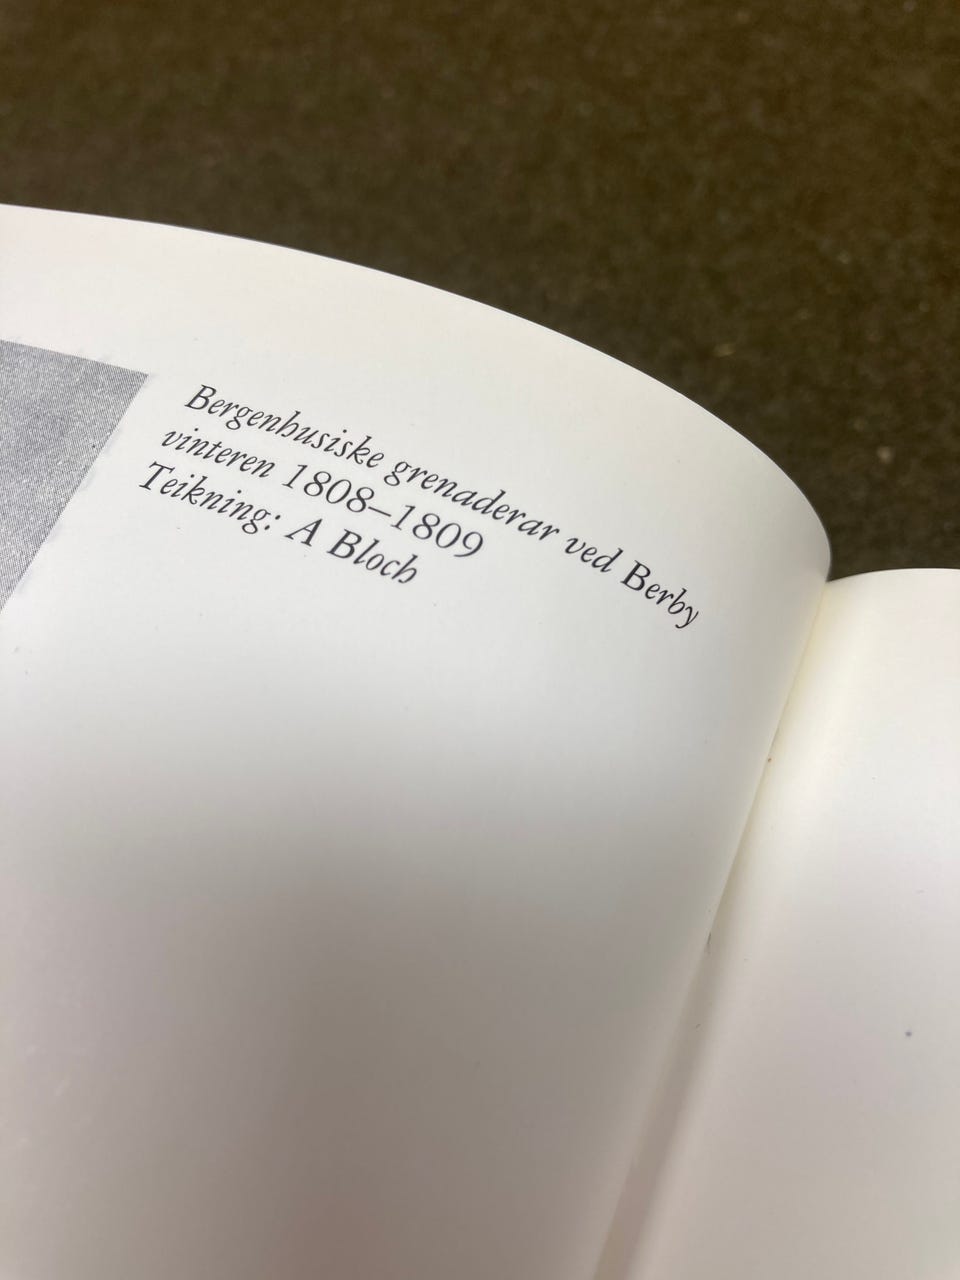 Bergenhusiske grenaderar ved Berby
vinteren 1808–1809
Teikning: A Bloch